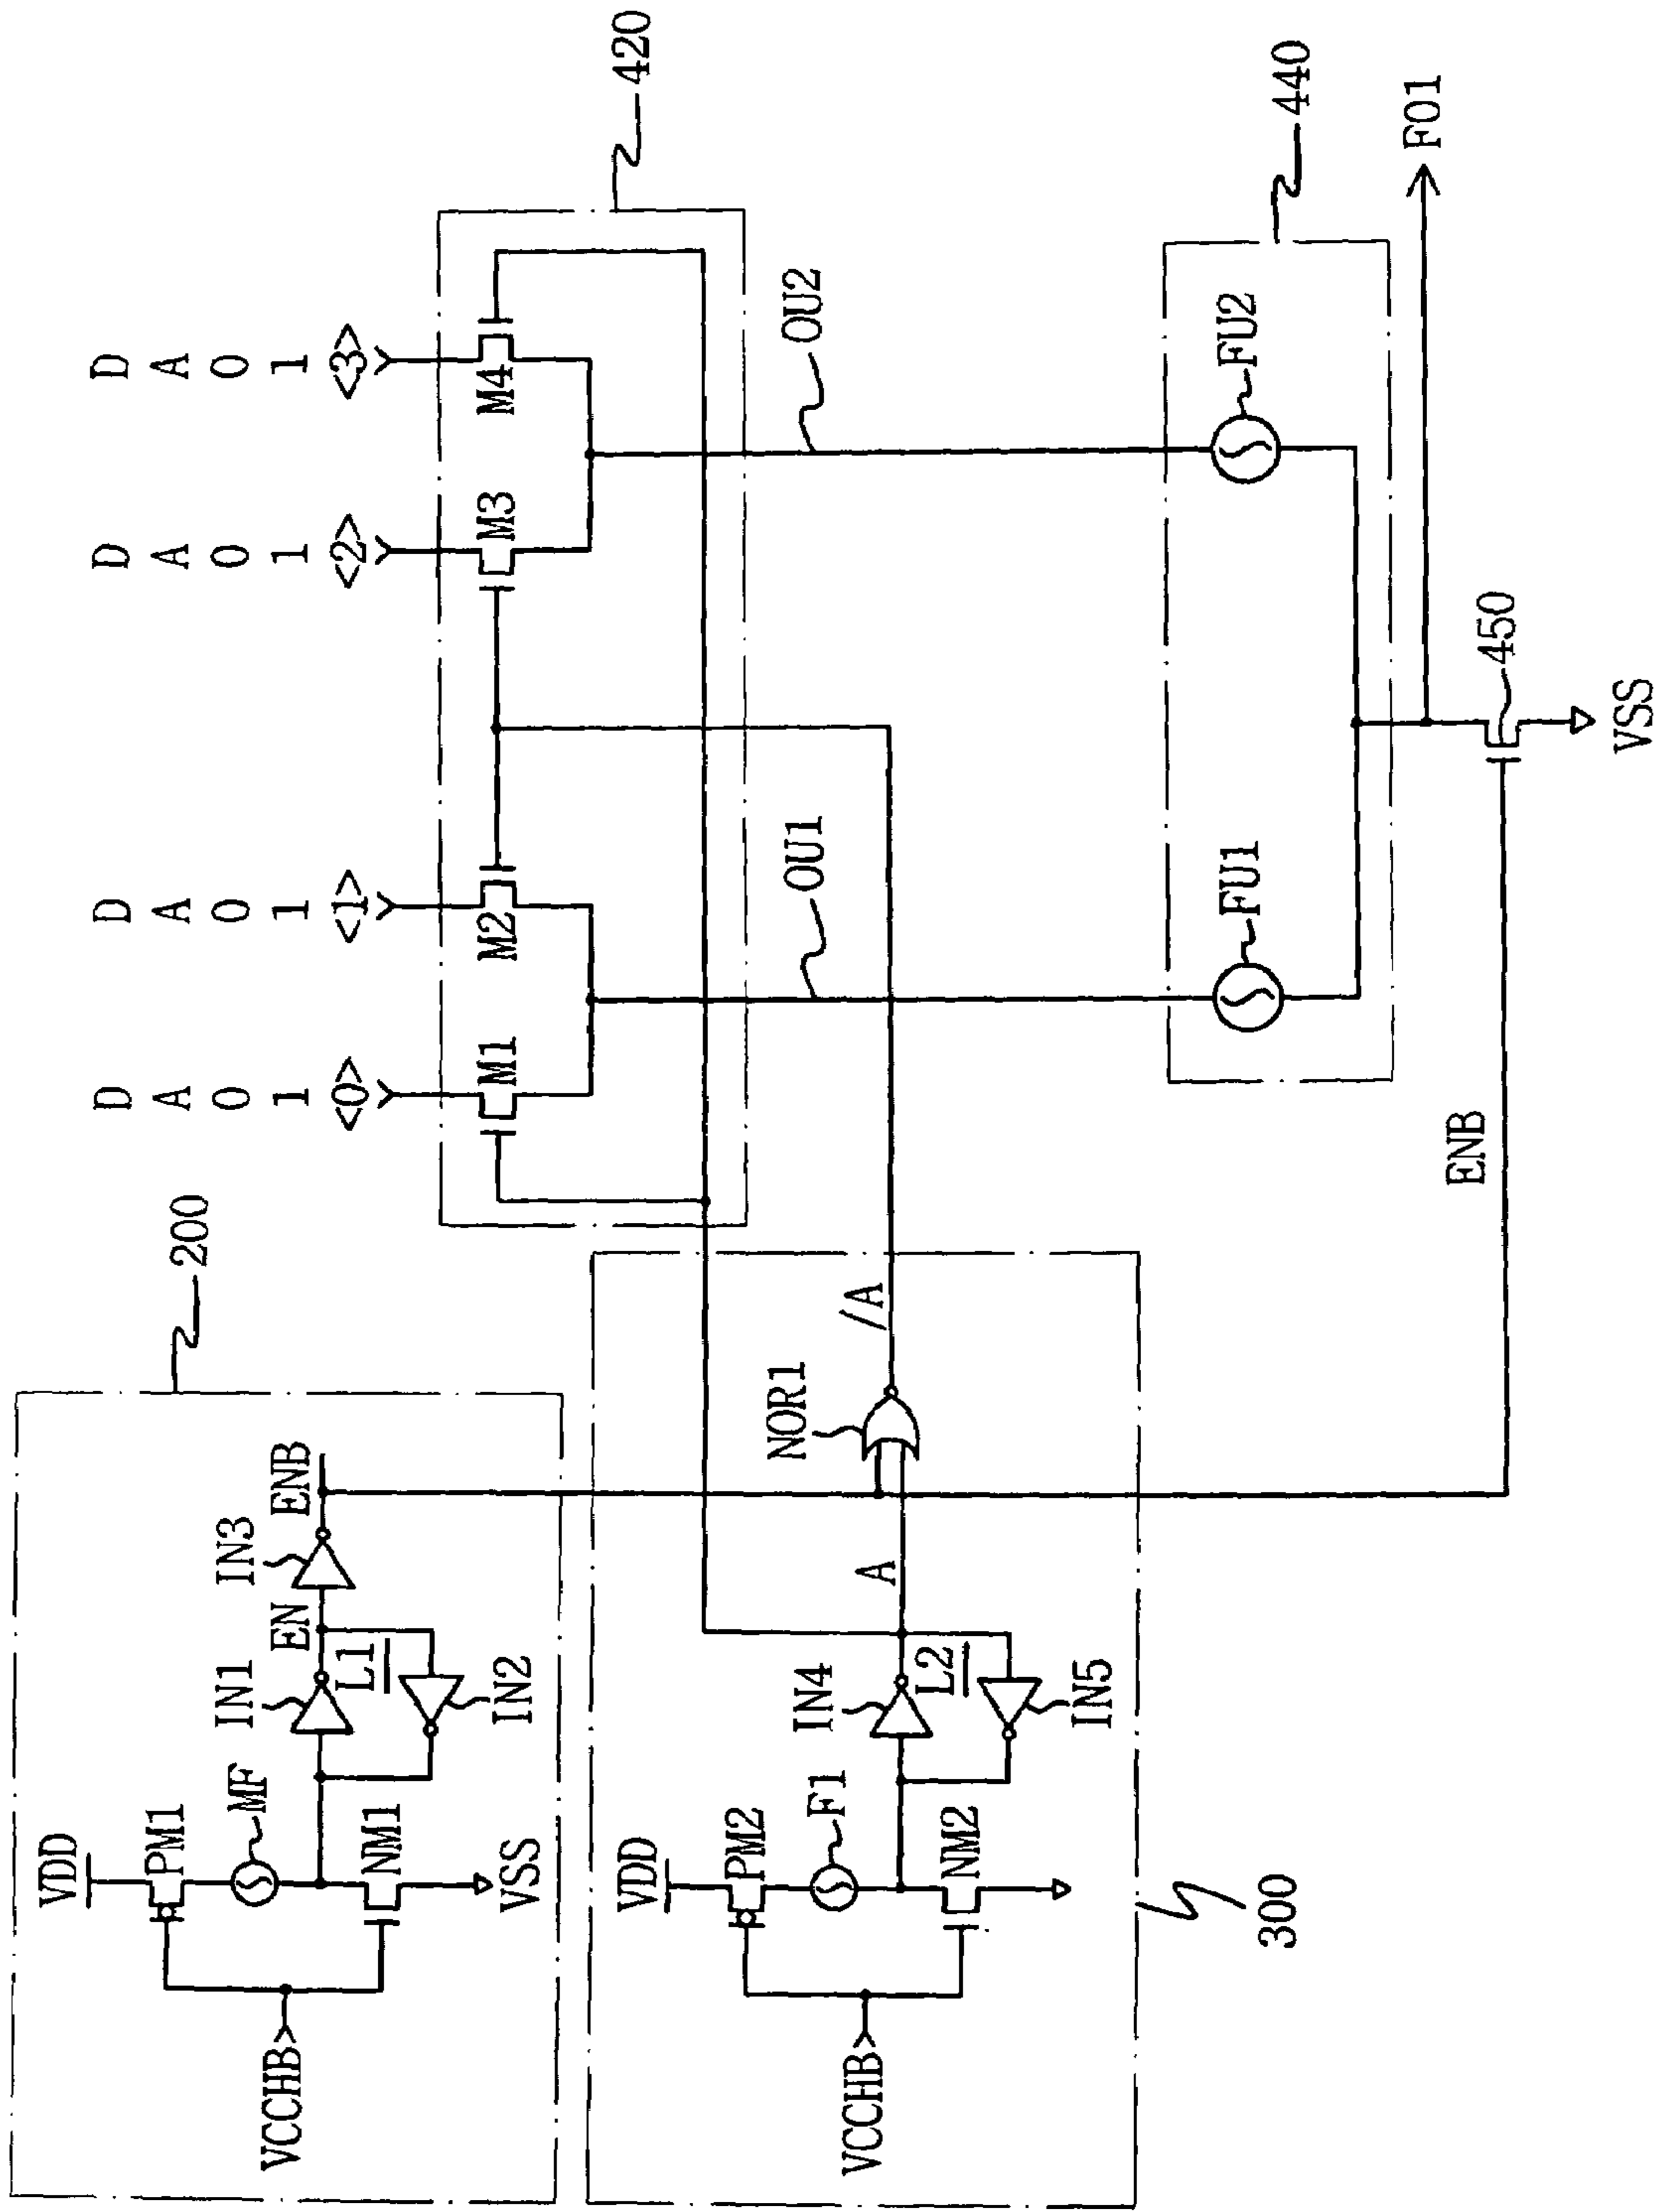 DA01<0>
DA01<1>
DA01<2>
DA01<3>
420
M1
M2
M3
M4
OU1
OU2
440
FU1
FU2
F01
450
VSS
ENB
200
VDD
PM1
MF
NM1
VSS
VCCHB
IN1
EN
L1
IN2
IN3
ENB
VDD
PM2
F1
NM2
VCCHB
IN4
L2
IN5
A
NOR1
/A
300